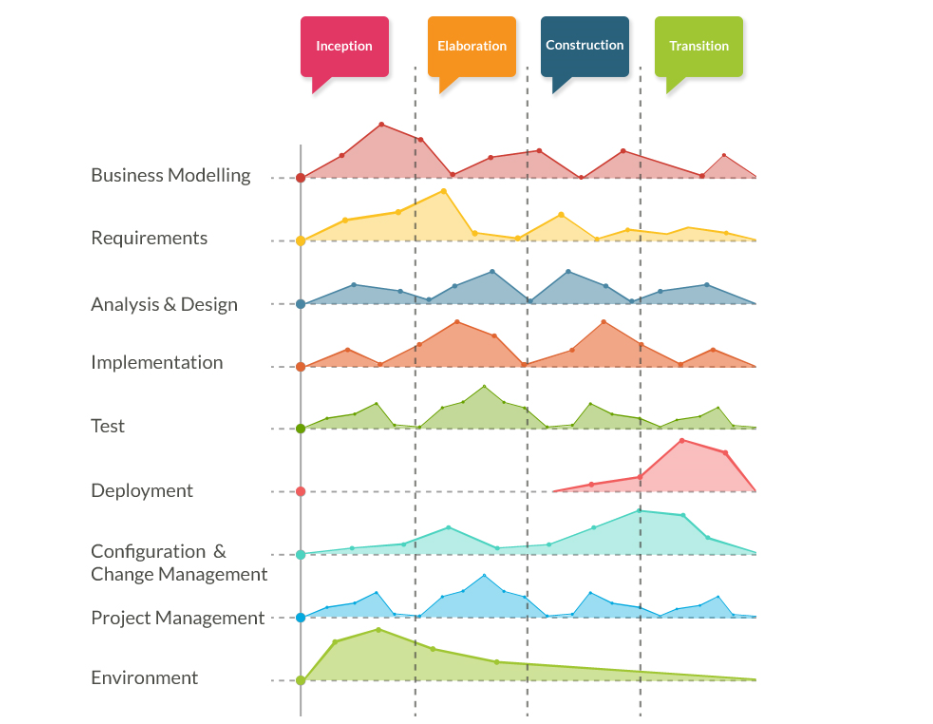 Inception
Elaboration
Construction
Transition
Business Modelling
Requirements
Analysis & Design
Implementation
Test
Deployment
Configuration &
Change Management
Project Management
Environment